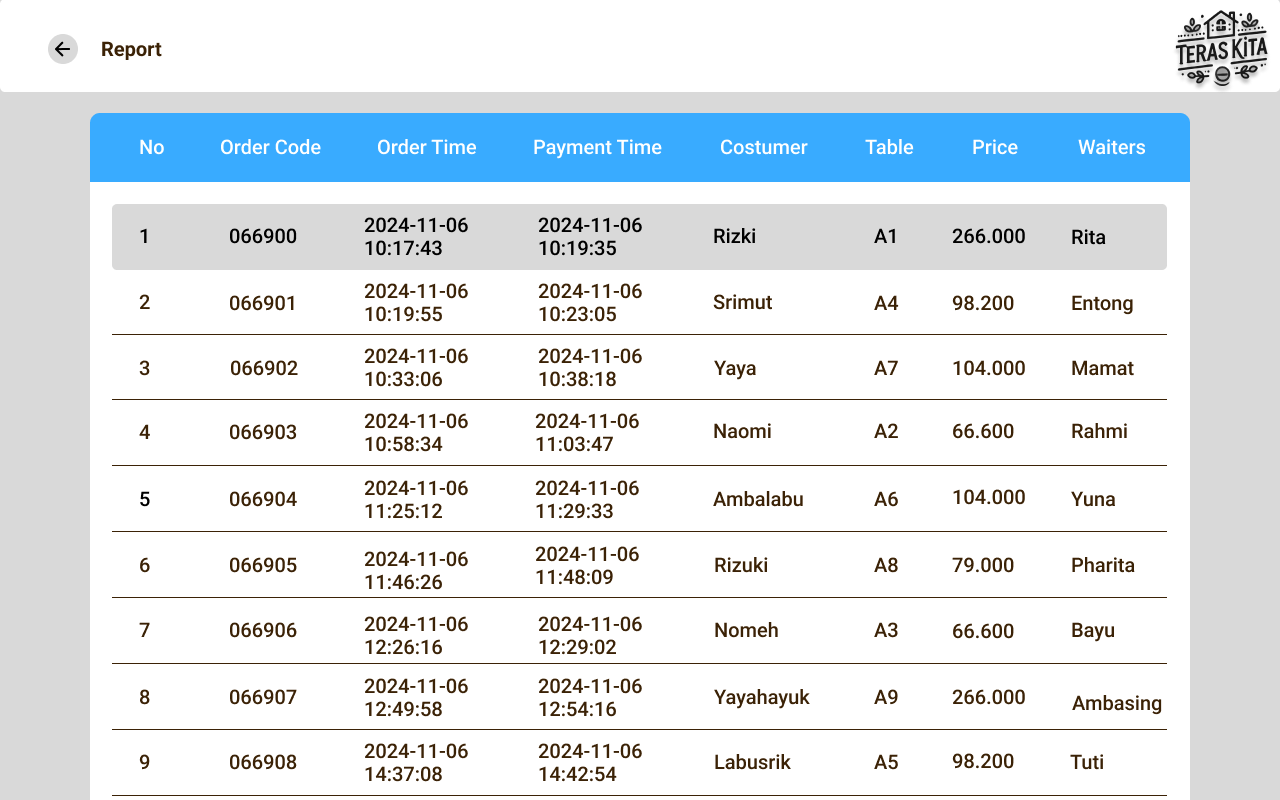 Report
TERAS KITA
No Order Code Order Time Payment Time Costumer Table Price Waiters
1 066900 2024-11-06 10:17:43 2024-11-06 10:19:35 Rizki A1 266.000 Rita
2 066901 2024-11-06 10:19:55 2024-11-06 10:23:05 Srimut A4 98.200 Entong
3 066902 2024-11-06 10:33:06 2024-11-06 10:38:18 Yaya A7 104.000 Mamat
4 066903 2024-11-06 10:58:34 2024-11-06 11:03:47 Naomi A2 66.600 Rahmi
5 066904 2024-11-06 11:25:12 2024-11-06 11:29:33 Ambalabu A6 104.000 Yuna
6 066905 2024-11-06 11:46:26 2024-11-06 11:48:09 Rizuki A8 79.000 Pharita
7 066906 2024-11-06 12:26:16 2024-11-06 12:29:02 Nomeh A3 66.600 Bayu
8 066907 2024-11-06 12:49:58 2024-11-06 12:54:16 Yayahayuk A9 266.000 Ambasing
9 066908 2024-11-06 14:37:08 2024-11-06 14:42:54 Labusrik A5 98.200 Tuti